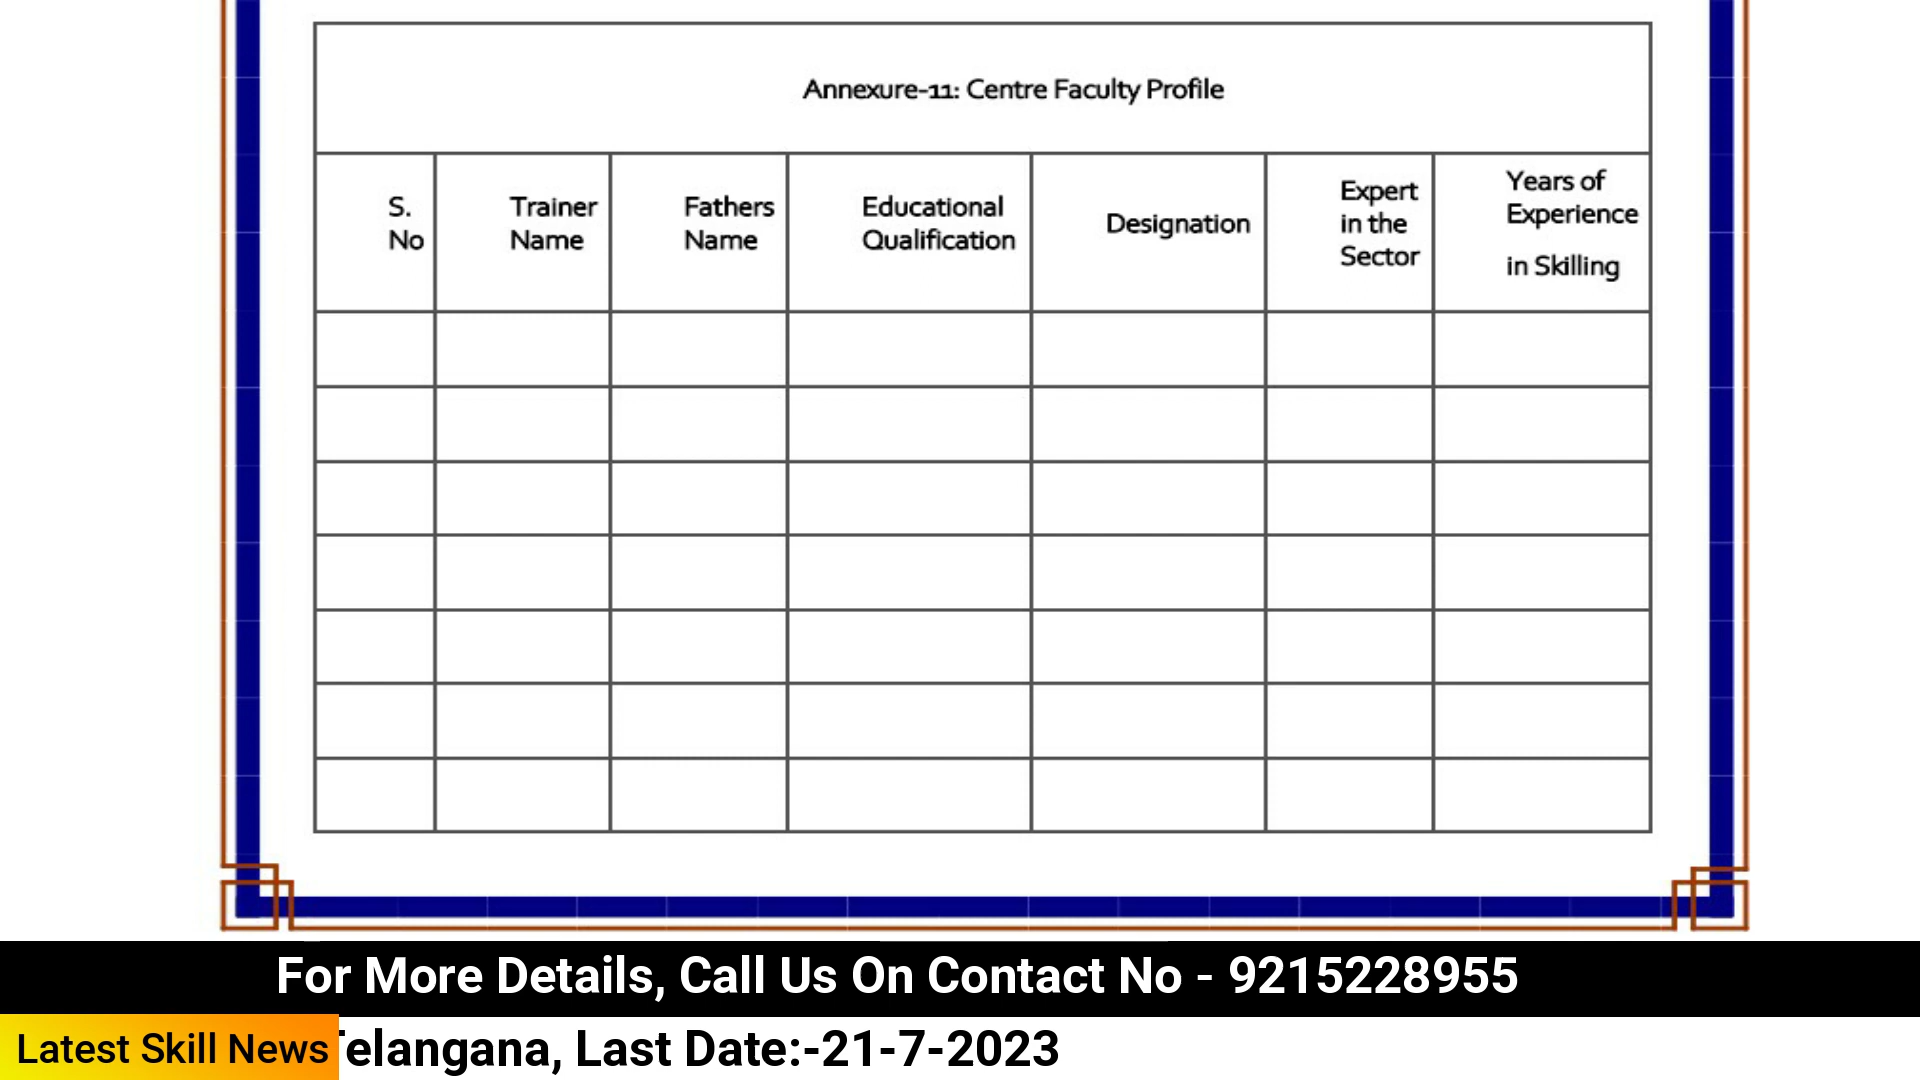 Annexure-11: Centre Faculty Profile
S.
No
Trainer
Name
Fathers
Name
Educational
Qualification
Designation
Expert
in the
Sector
Years of
Experience
in Skilling
For More Details, Call Us On Contact No - 9215228955
Latest Skill News
Telangana, Last Date:-21-7-2023